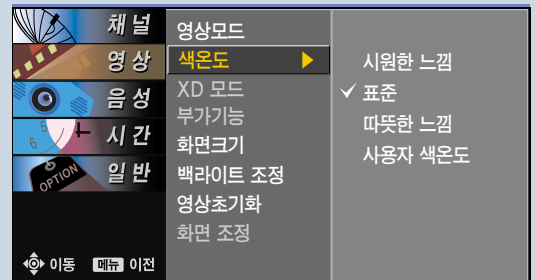 채널
영상
음성
시간
일반
OPTION
6
5
이동 메뉴 이전
영상모드
색온도
XD 모드
부가기능
화면크기
백라이트 조정
영상초기화
화면 조정
시원한 느낌
표준
따뜻한 느낌
사용자 색온도